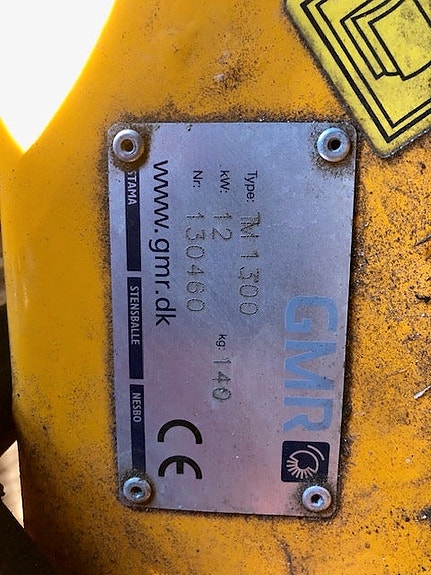 GMR
Type: TM 1300
kW: 12 kg: 140
Nr: 130460
www.gmr.dk CE
STAMA STENSBALLE NESBO